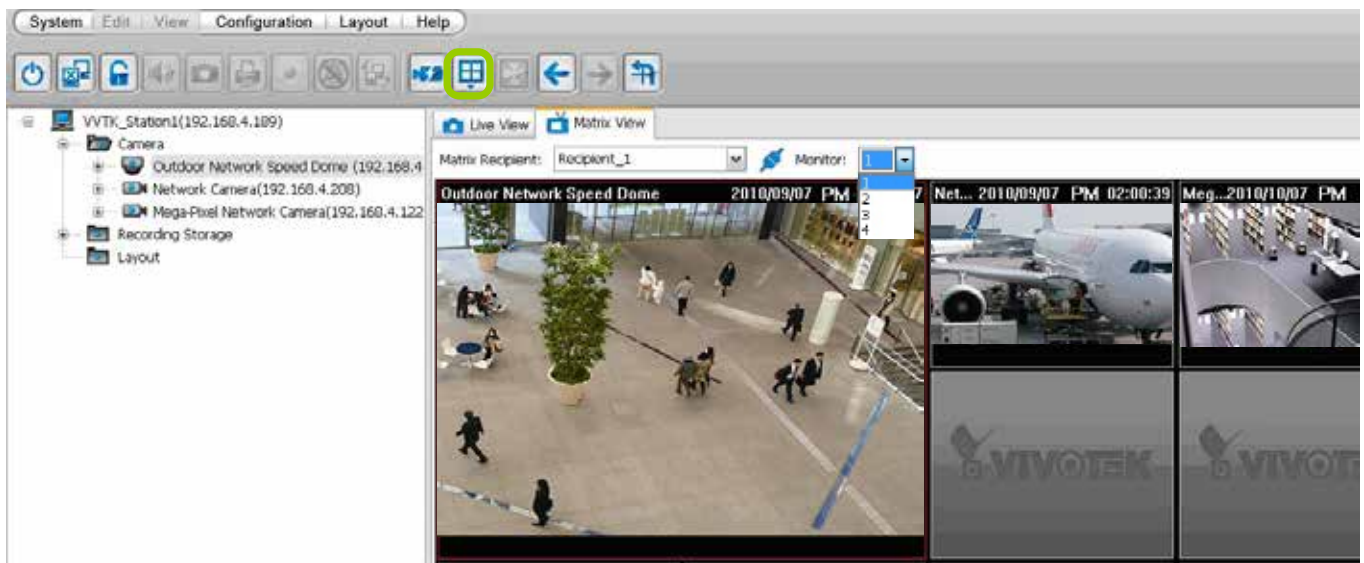 System Edit View Configuration Layout Help
VVTK_Station1(192.168.4.189)
Camera
Outdoor Network Speed Dome (192.168.4
Network Camera(192.168.4.208)
Mega-Pixel Network Camera(192.168.4.122
Recording Storage
Layout
Live View Matrix View
Matrix Recipient: Recipient_1 Monitor: 1
1
2
3
4
Outdoor Network Speed Dome 2010/09/07 PM 7
Net... 2010/09/07 PM 02:00:39
Meg...2010/10/07 PM
VIVOTEK
VIVOT